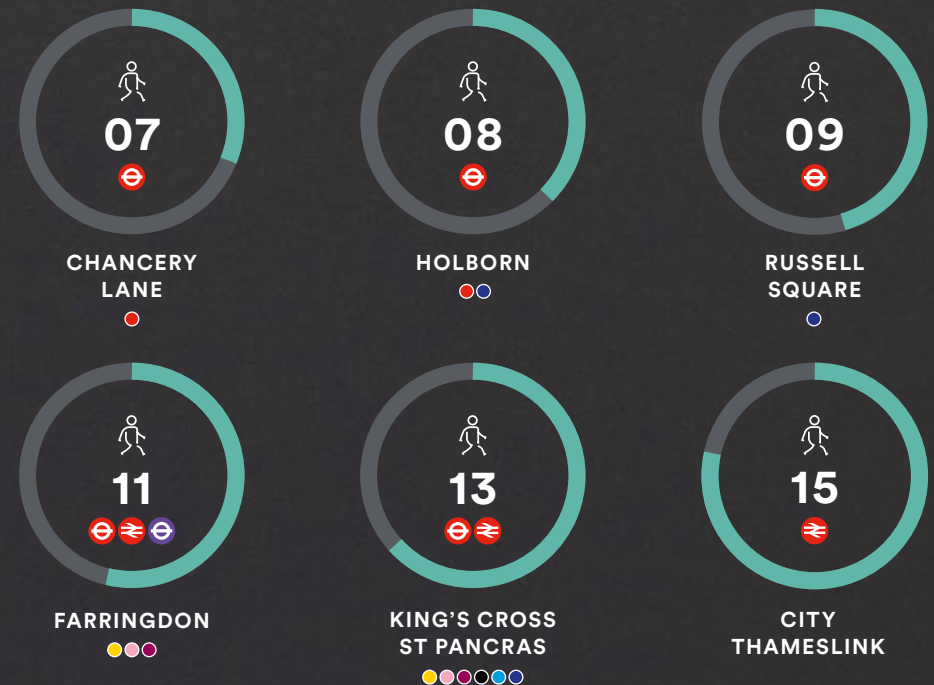 07
CHANCERY
LANE
08
HOLBORN
09
RUSSELL
SQUARE
11
FARRINGDON
13
KING'S CROSS
ST PANCRAS
15
CITY
THAMESLINK